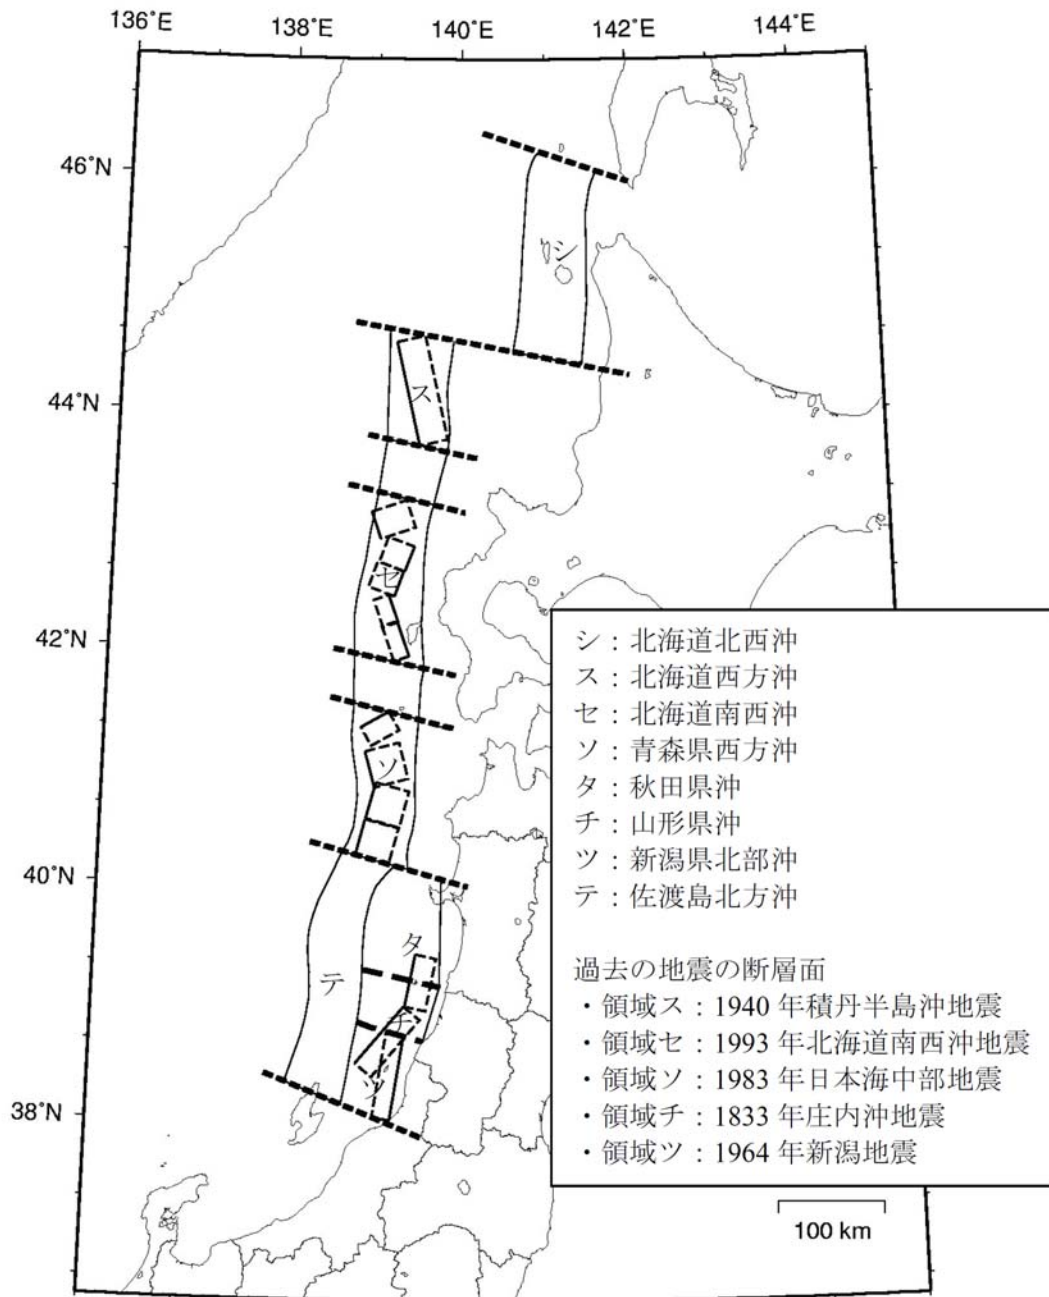 136°E
138°E
140°E
142°E
144°E
46°N
44°N
42°N
40°N
38°N
D
B
シ
ス
セ
ソ
タ
チ
ツ
テ
シ：北海道北西沖
ス：北海道西方沖
セ：北海道南西沖
ソ：青森県西方沖
タ：秋田県沖
チ：山形県沖
ツ：新潟県北部沖
テ：佐渡島北方沖
過去の地震の断層面
・領域ス：1940 年積丹半島沖地震
・領域セ：1993 年北海道南西沖地震
・領域ソ：1983 年日本海中部地震
・領域チ：1833 年庄内沖地震
・領域ツ：1964 年新潟地震
100 km